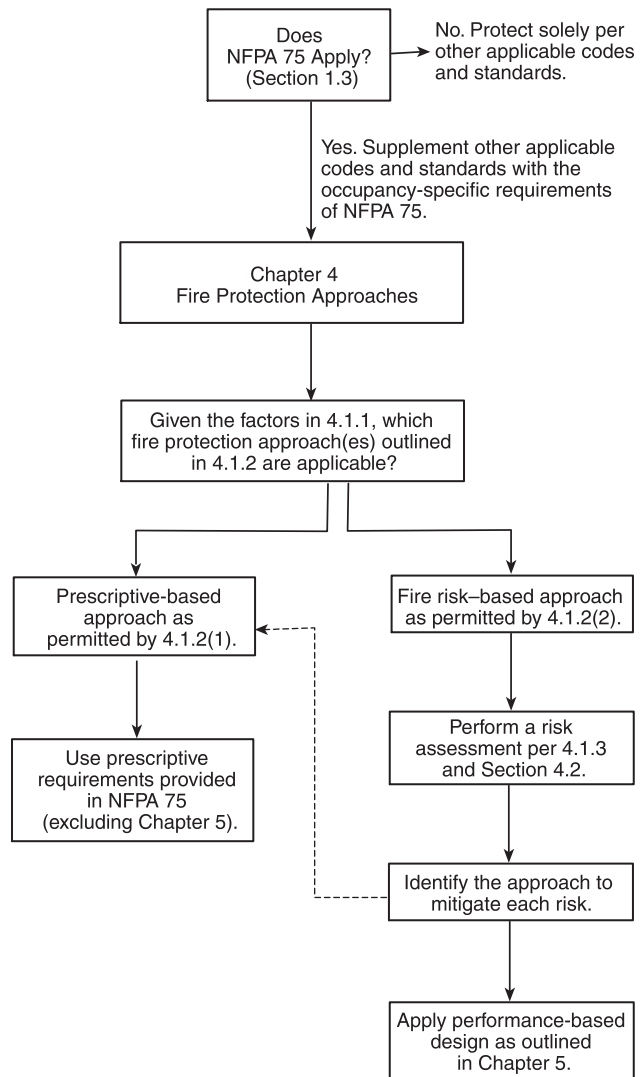 Does
NFPA 75 Apply?
(Section 1.3)
No. Protect solely per
other applicable codes
and standards.
Yes. Supplement other applicable
codes and standards with the
occupancy-specific requirements
of NFPA 75.
Chapter 4
Fire Protection Approaches
Given the factors in 4.1.1, which
fire protection approach(es) outlined
in 4.1.2 are applicable?
Prescriptive-based
approach as
permitted by 4.1.2(1).
Fire risk–based approach
as permitted by 4.1.2(2).
Use prescriptive
requirements provided
in NFPA 75
(excluding Chapter 5).
Perform a risk
assessment per 4.1.3
and Section 4.2.
Identify the approach to
mitigate each risk.
Apply performance-based
design as outlined
in Chapter 5.